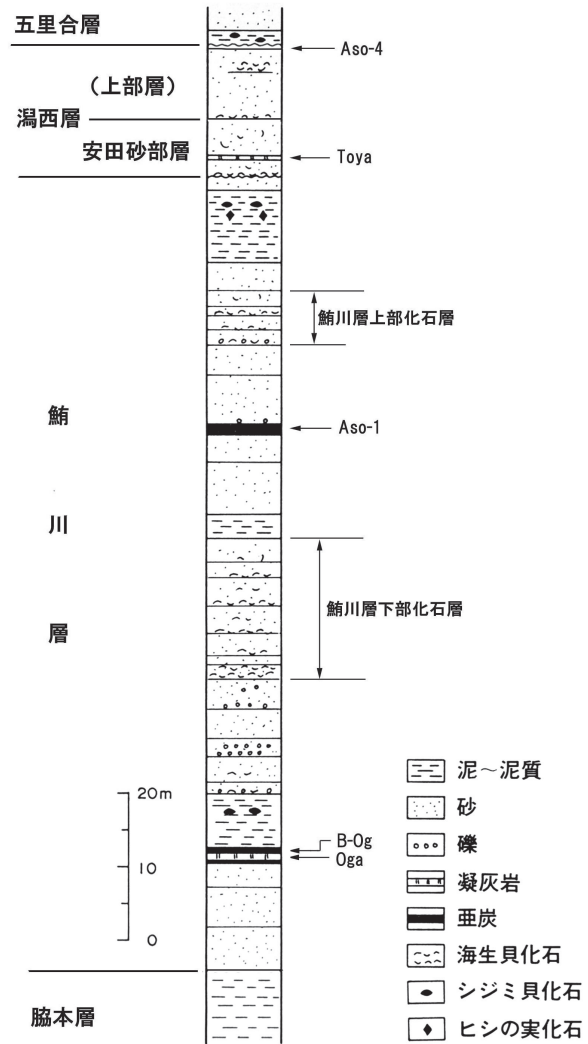 五里合層
Aso-4
（上部層）
潟西層
安田砂部層
Toya
鮪川層上部化石層
鮪
Aso-1
川
鮪川層下部化石層
層
20m
10
0
B-Og
Oga
脇本層
泥～泥質
砂
礫
凝灰岩
亜炭
海生貝化石
シジミ貝化石
ヒシの実化石